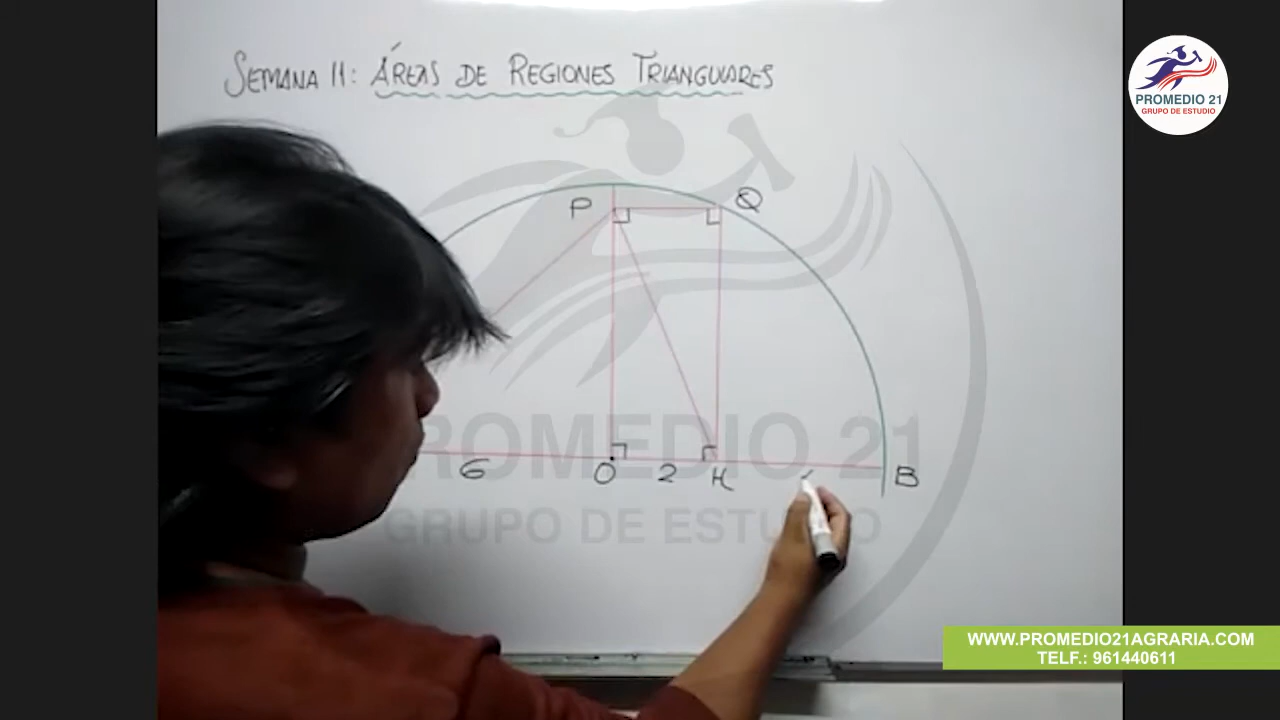 SEMANA 11: ÁREAS DE REGIONES TRIANGULARES
PROMEDIO 21
GRUPO DE ESTUDIO
P
Q
6
O
2
H
B
PROMEDIO 21
GRUPO DE ESTUDIO
WWW.PROMEDIO21AGRARIA.COM
TELF.: 961440611